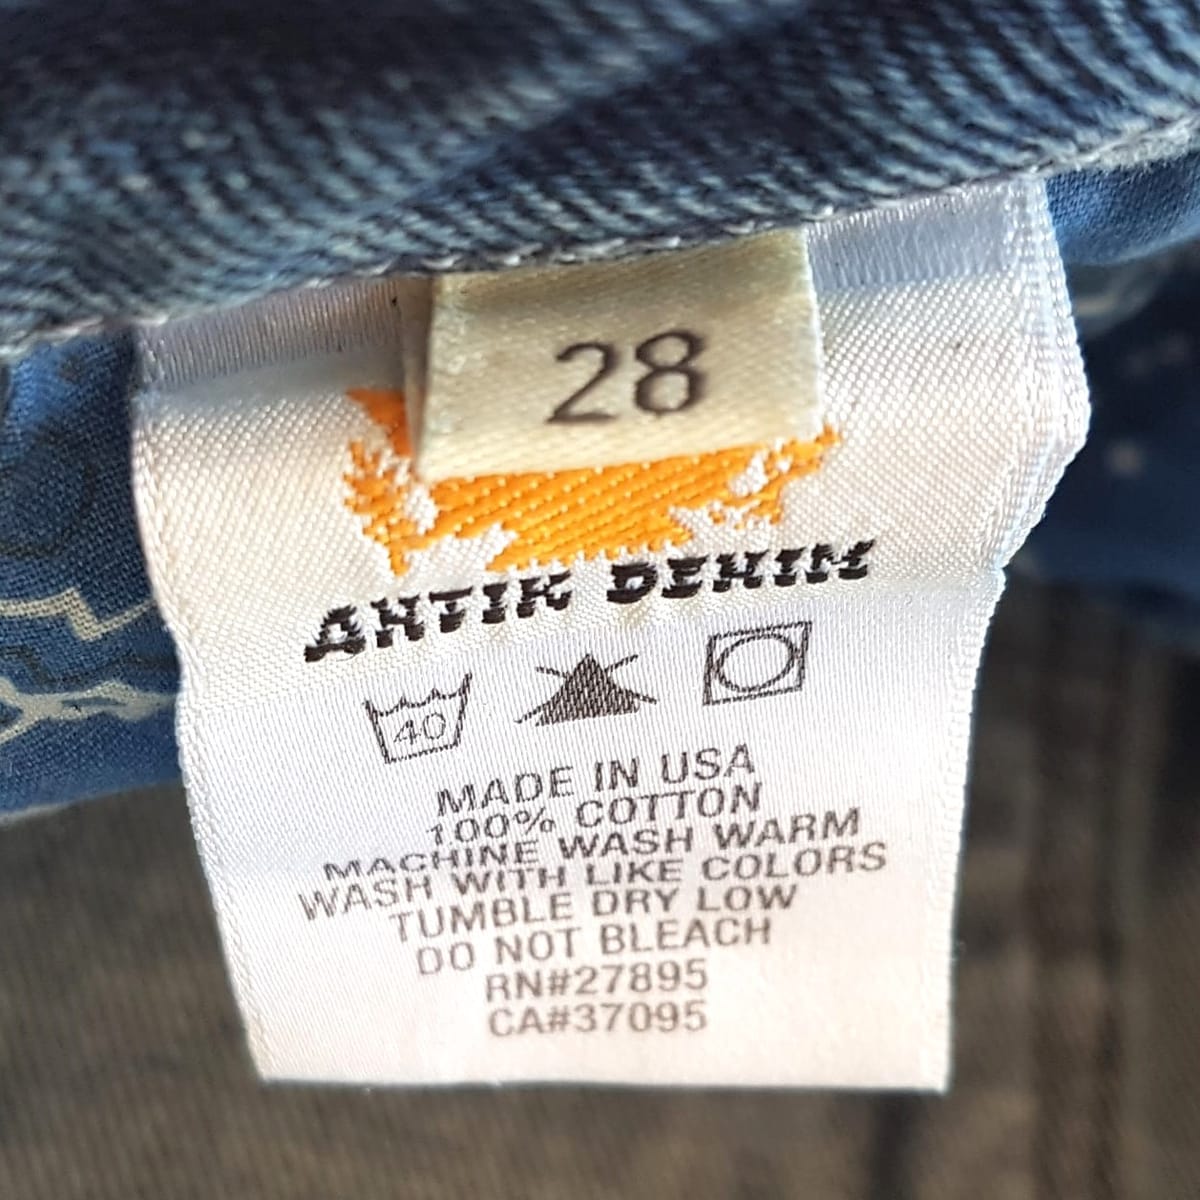 28
ANTIK DENIM
40
MADE IN USA
100% COTTON
MACHINE WASH WARM
WASH WITH LIKE COLORS
TUMBLE DRY LOW
DO NOT BLEACH
RN#27895
CA#37095